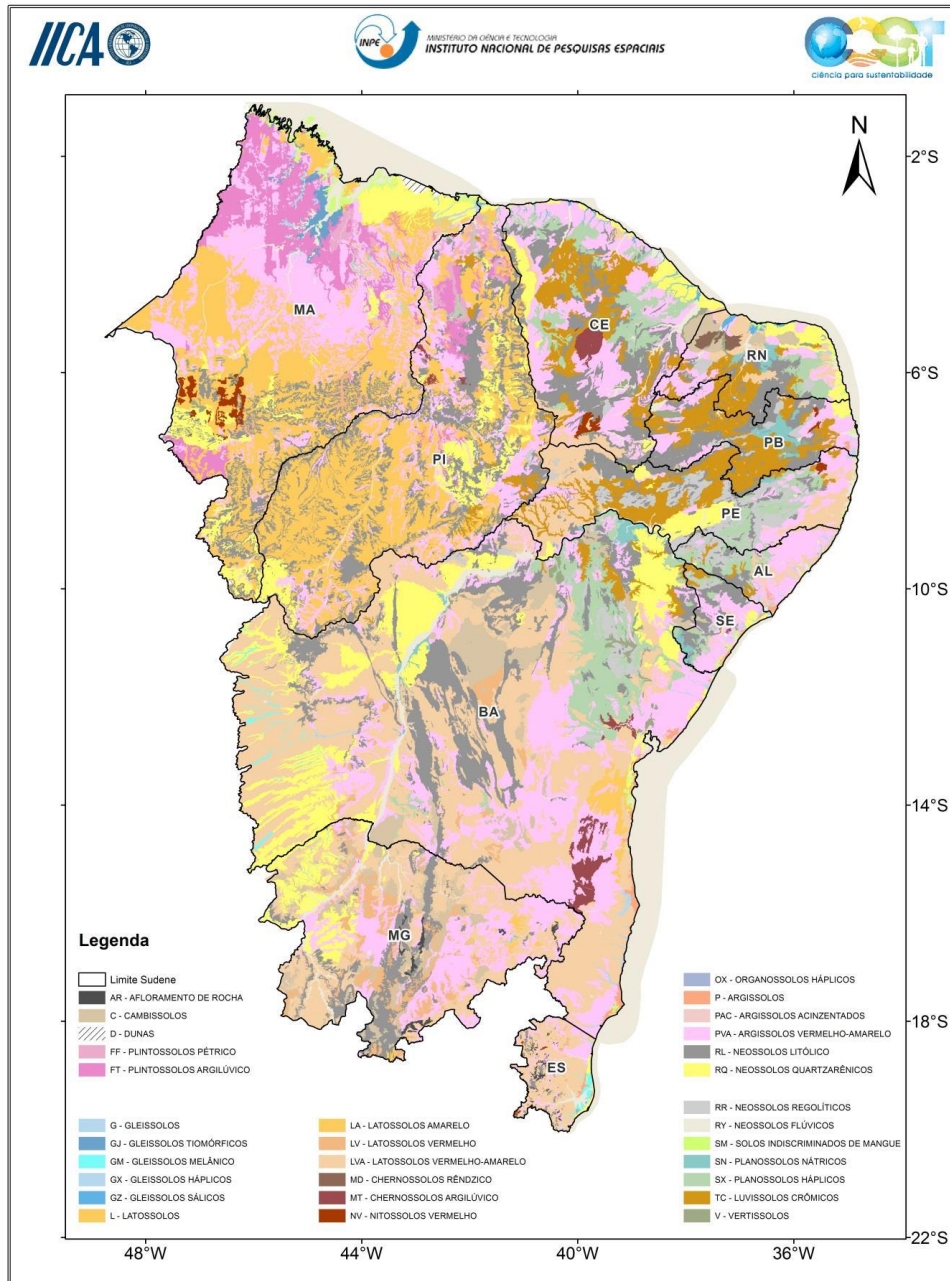 IICA
INPE
MINISTÉRIO DA CIÊNCIA E TECNOLOGIA
INSTITUTO NACIONAL DE PESQUISAS ESPACIAIS
CCST
ciência para sustentabilidade
N
2°S
MA
CE
RN
6°S
PB
PI
PE
AL
10°S
SE
BA
14°S
MG
Legenda
Limite Sudene
AR - AFLORAMENTO DE ROCHA
C - CAMBISSOLOS
D - DUNAS
FF - PLINTOSSOLOS PÉTRICO
FT - PLINTOSSOLOS ARGILÚVICO
G - GLEISSOLOS
GJ - GLEISSOLOS TIOMÓRFICOS
GM - GLEISSOLOS MELÂNICO
GX - GLEISSOLOS HÁPLICOS
GZ - GLEISSOLOS SÁLICOS
L - LATOSSOLOS
LA - LATOSSOLOS AMARELO
LV - LATOSSOLOS VERMELHO
LVA - LATOSSOLOS VERMELHO-AMARELO
MD - CHERNOSSOLOS RÊNDZICO
MT - CHERNOSSOLOS ARGILÚVICO
NV - NITOSSOLOS VERMELHO
OX - ORGANOSSOLOS HÁPLICOS
P - ARGISSOLOS
PAC - ARGISSOLOS ACINZENTADOS
PVA - ARGISSOLOS VERMELHO-AMARELO
RL - NEOSSOLOS LITÓLICO
RQ - NEOSSOLOS QUARTZARÊNICOS
RR - NEOSSOLOS REGOLÍTICOS
RY - NEOSSOLOS FLÚVICOS
SM - SOLOS INDISCRIMINADOS DE MANGUE
SN - PLANOSSOLOS NÁTRICOS
SX - PLANOSSOLOS HÁPLICOS
TC - LUVISSOLOS CRÔMICOS
V - VERTISSOLOS
18°S
ES
22°S
48°W
44°W
40°W
36°W